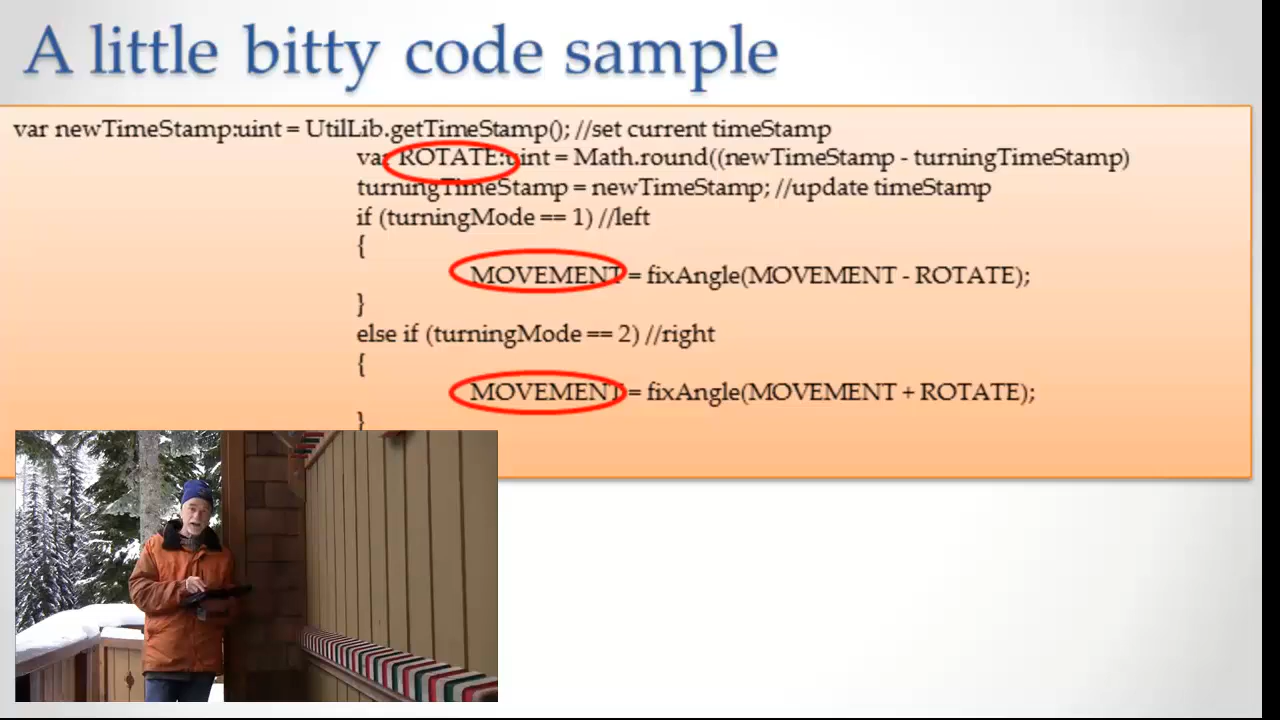 A little bitty code sample
var newTimeStamp:uint = UtilLib.getTimeStamp(); //set current timeStamp
var ROTATE:uint = Math.round((newTimeStamp - turningTimeStamp)
turningTimeStamp = newTimeStamp; //update timeStamp
if (turningMode == 1) //left
{
MOVEMENT = fixAngle(MOVEMENT - ROTATE);
}
else if (turningMode == 2) //right
{
MOVEMENT = fixAngle(MOVEMENT + ROTATE);
}